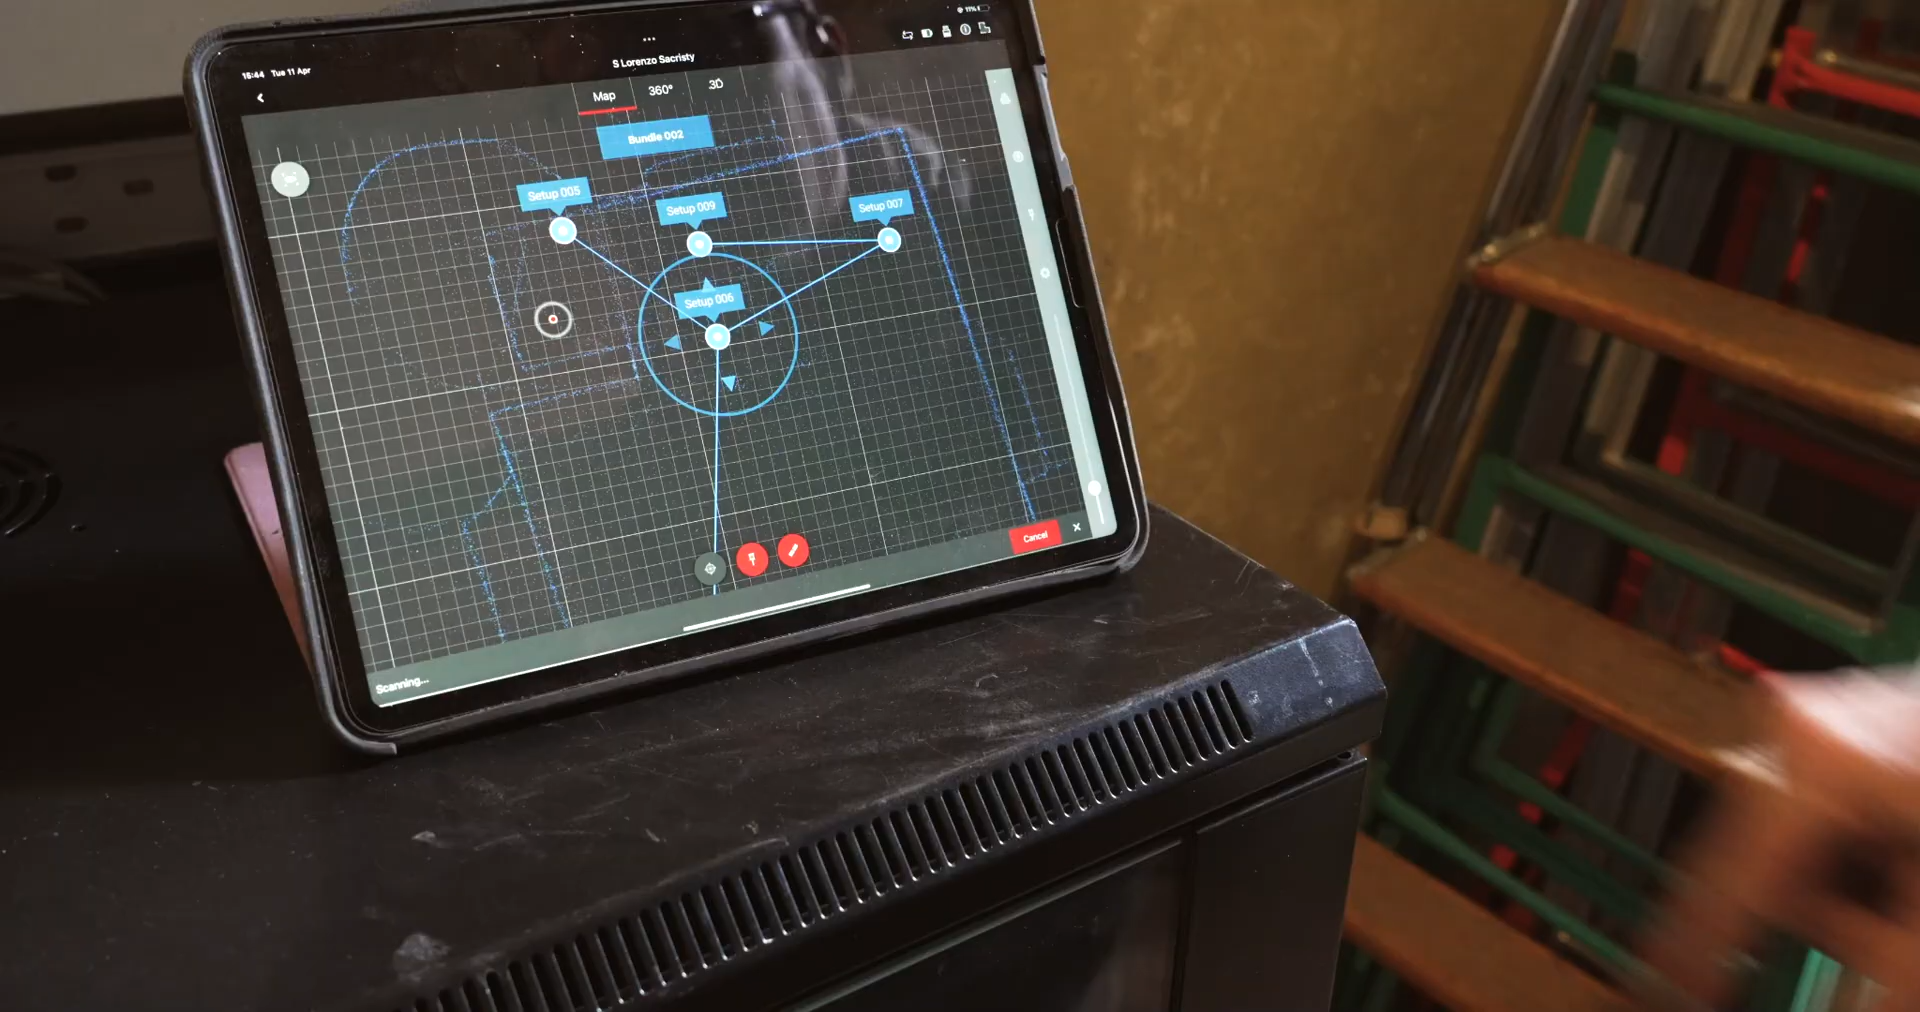 15:44 Tue 11 Apr
11%
S Lorenzo Sacristy
Map 360° 3D
Bundle 002
Setup 005
Setup 009
Setup 007
Setup 006
Cancel
Scanning...